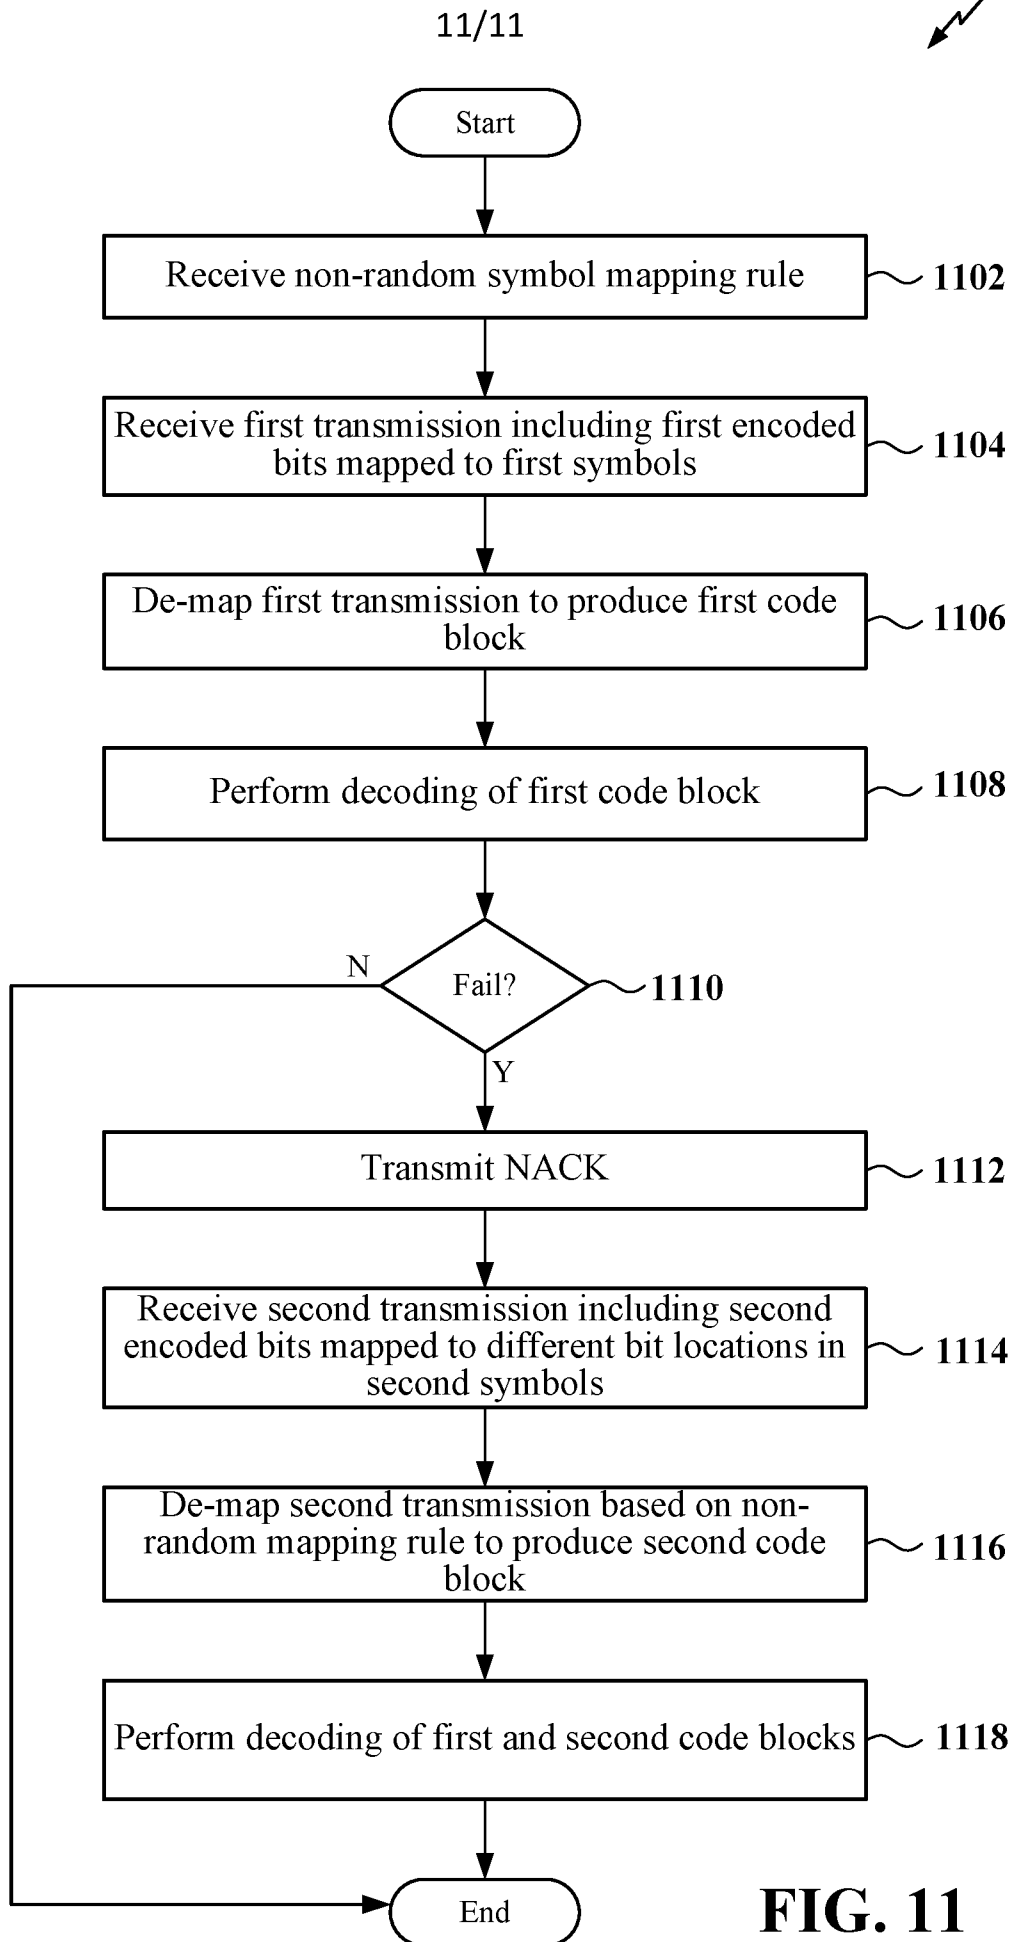 11/11
Start
Receive non-random symbol mapping rule
1102
Receive first transmission including first encoded
bits mapped to first symbols
1104
De-map first transmission to produce first code
block
1106
Perform decoding of first code block
1108
N
Fail?
1110
Y
Transmit NACK
1112
Receive second transmission including second
encoded bits mapped to different bit locations in
second symbols
1114
De-map second transmission based on non-
random mapping rule to produce second code
block
1116
Perform decoding of first and second code blocks
1118
End
FIG. 11